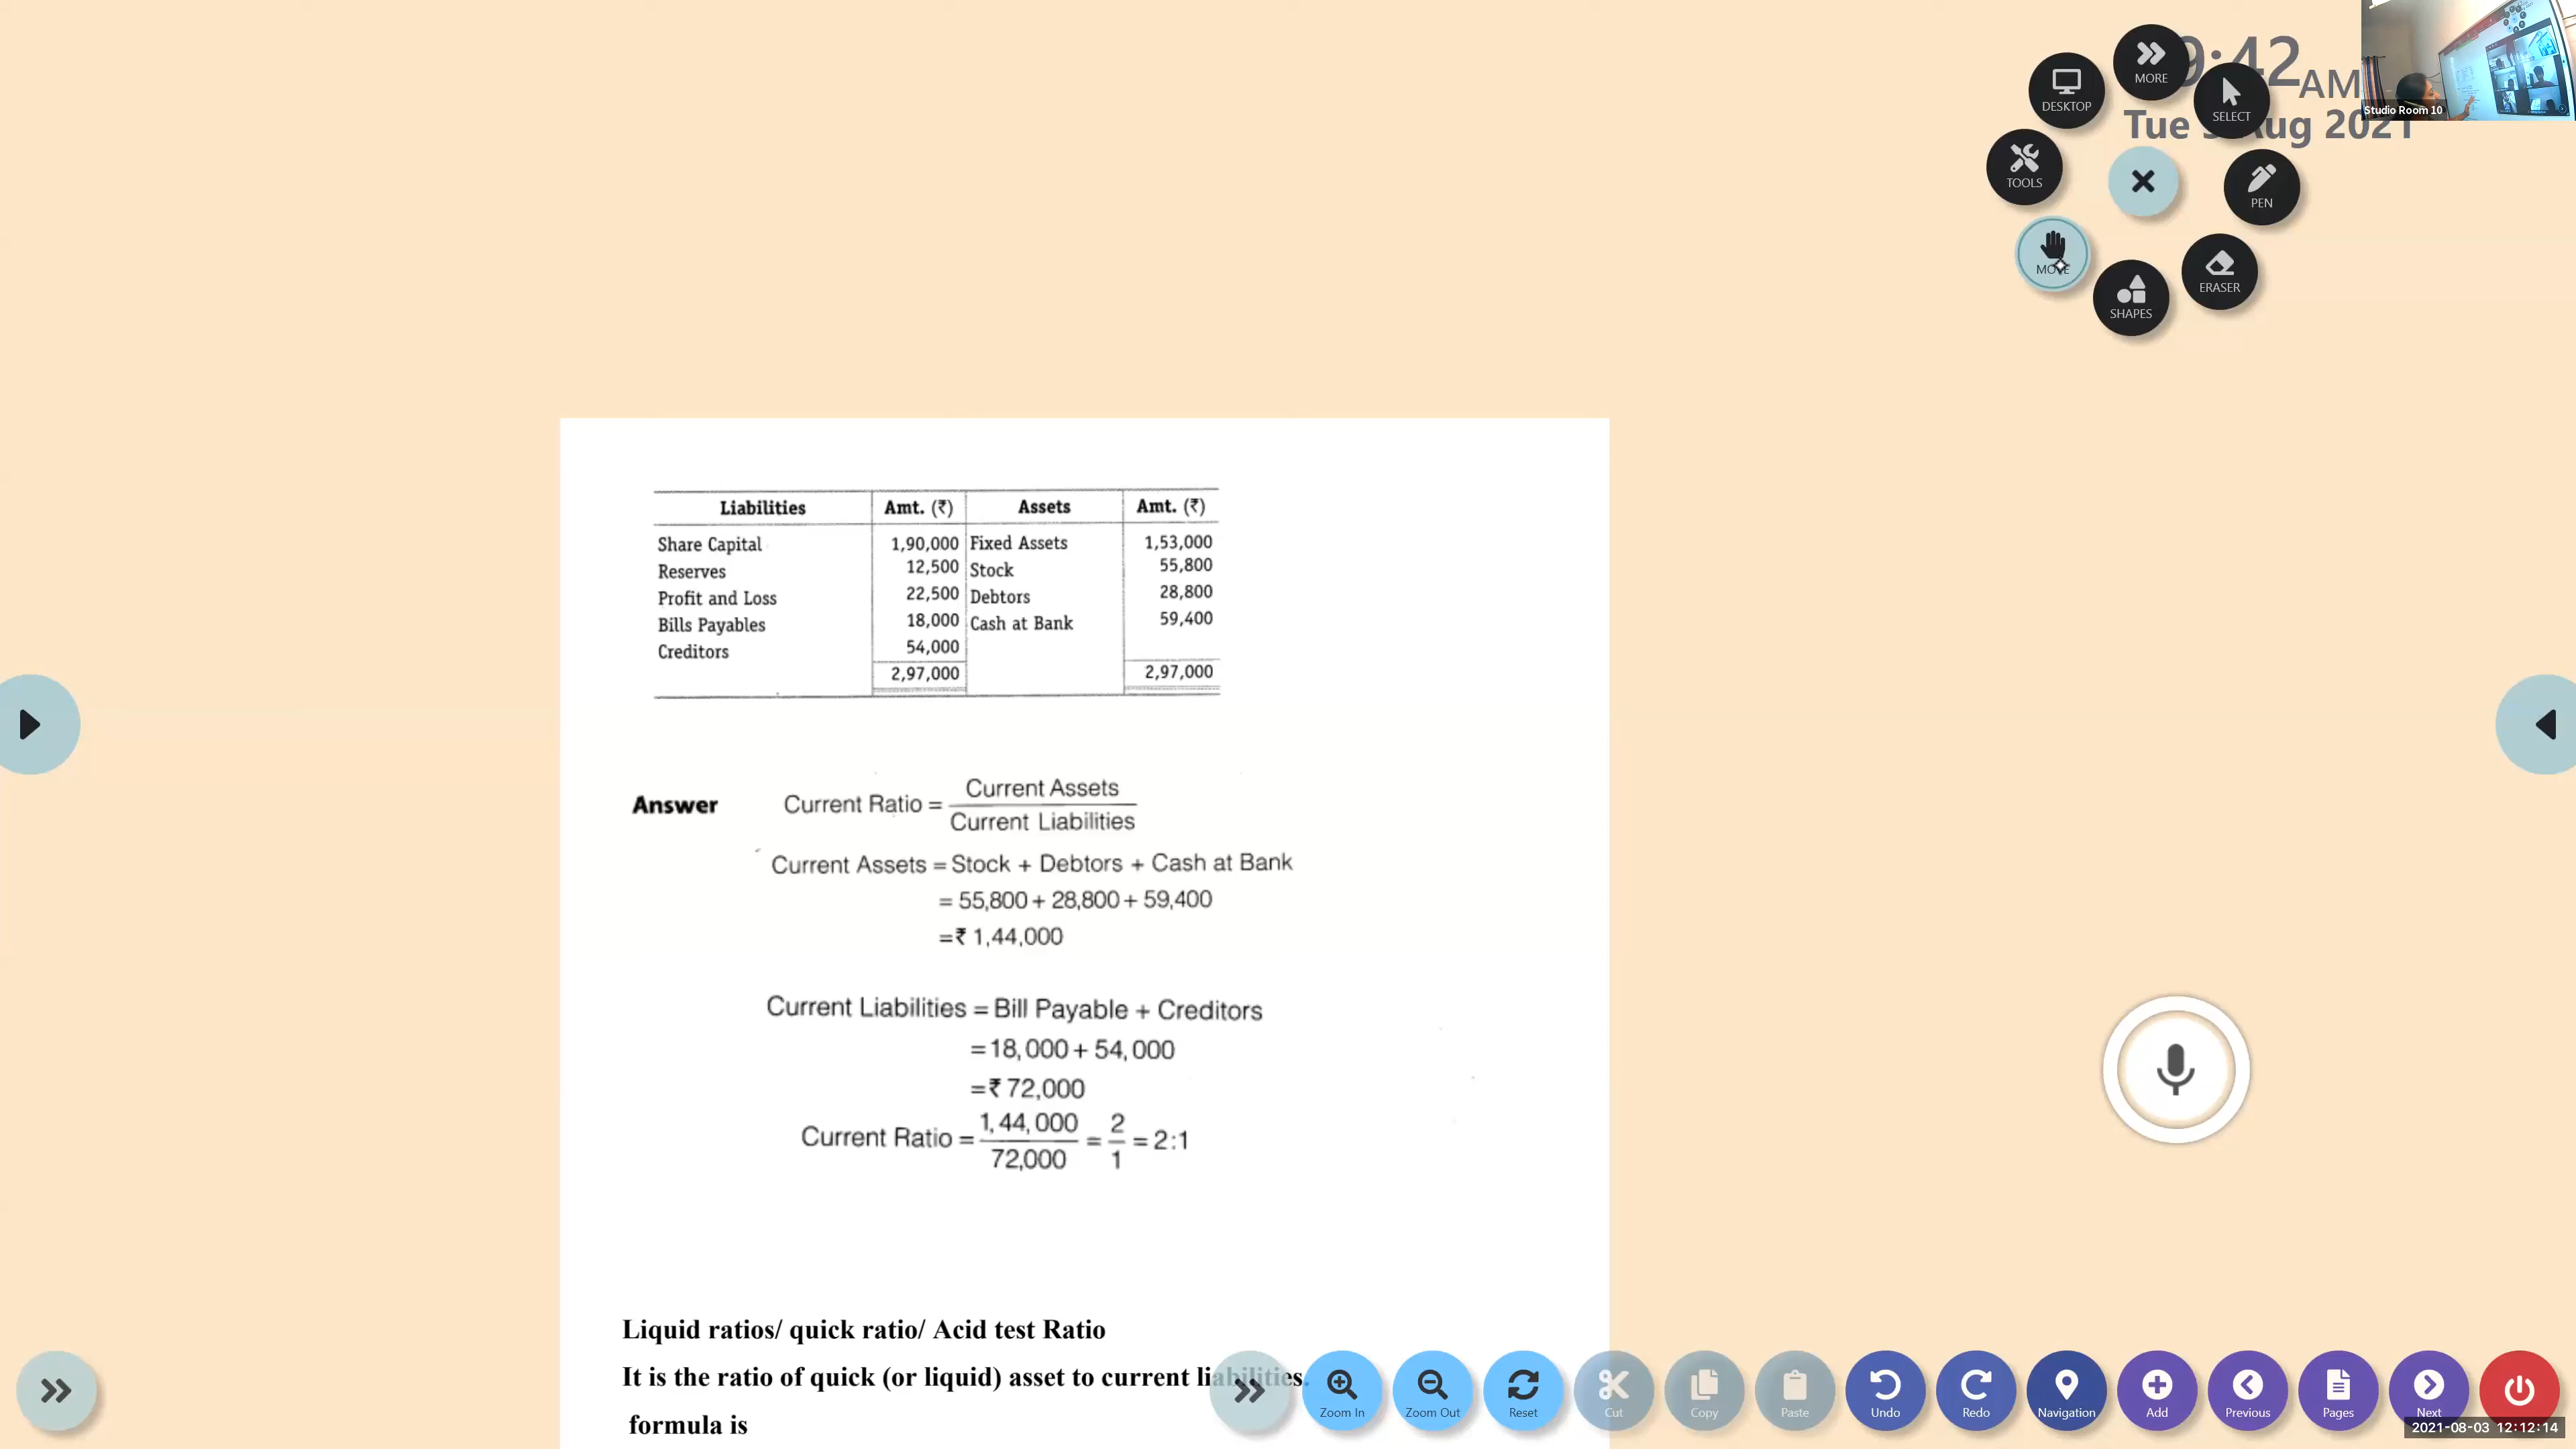 9:42 AM
Tue 3 Aug 2021
MORE
DESKTOP
SELECT
TOOLS
PEN
MOVE
ERASER
SHAPES
Studio Room 10
Liabilities Amt. (₹) Assets Amt. (₹)
Share Capital 1,90,000 Fixed Assets 1,53,000
Reserves 12,500 Stock 55,800
Profit and Loss 22,500 Debtors 28,800
Bills Payables 18,000 Cash at Bank 59,400
Creditors 54,000
2,97,000 2,97,000
Answer Current Ratio = Current Assets / Current Liabilities
Current Assets = Stock + Debtors + Cash at Bank
= 55,800 + 28,800 + 59,400
=₹ 1,44,000
Current Liabilities = Bill Payable + Creditors
= 18,000 + 54,000
=₹ 72,000
Current Ratio = 1,44,000 / 72,000 = 2 / 1 = 2:1
Liquid ratios/ quick ratio/ Acid test Ratio
It is the ratio of quick (or liquid) asset to current liabilities.
formula is
Zoom In Zoom Out Reset Cut Copy Paste Undo Redo Navigation Add Previous Pages Next
2021-08-03 12:12:14